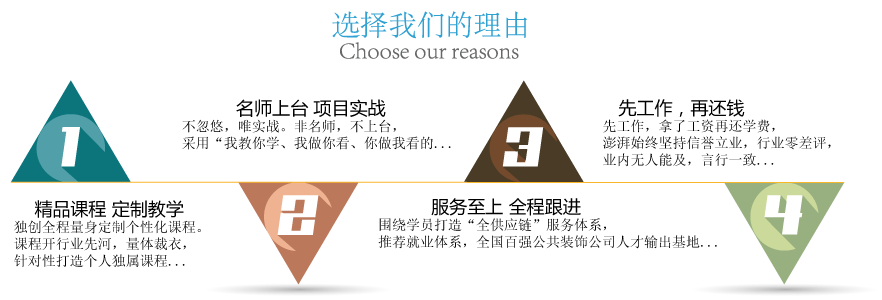 选择我们的理由
Choose our reasons
1
精品课程 定制教学
独创全程量身定制个性化课程。
课程开行业先河，量体裁衣，
针对性打造个人独属课程...
名师上台 项目实战
不忽悠，唯实战。非名师，不上台，
采用“我教你学、我做你看、你做我看的...
2
3
服务至上 全程跟进
围绕学员打造“全供应链”服务体系，
推荐就业体系，全国百强公共装饰公司人才输出基地...
先工作，再还钱
先工作，拿了工资再还学费，
澎湃始终坚持信誉立业，行业零差评，
业内无人能及，言行一致...
4